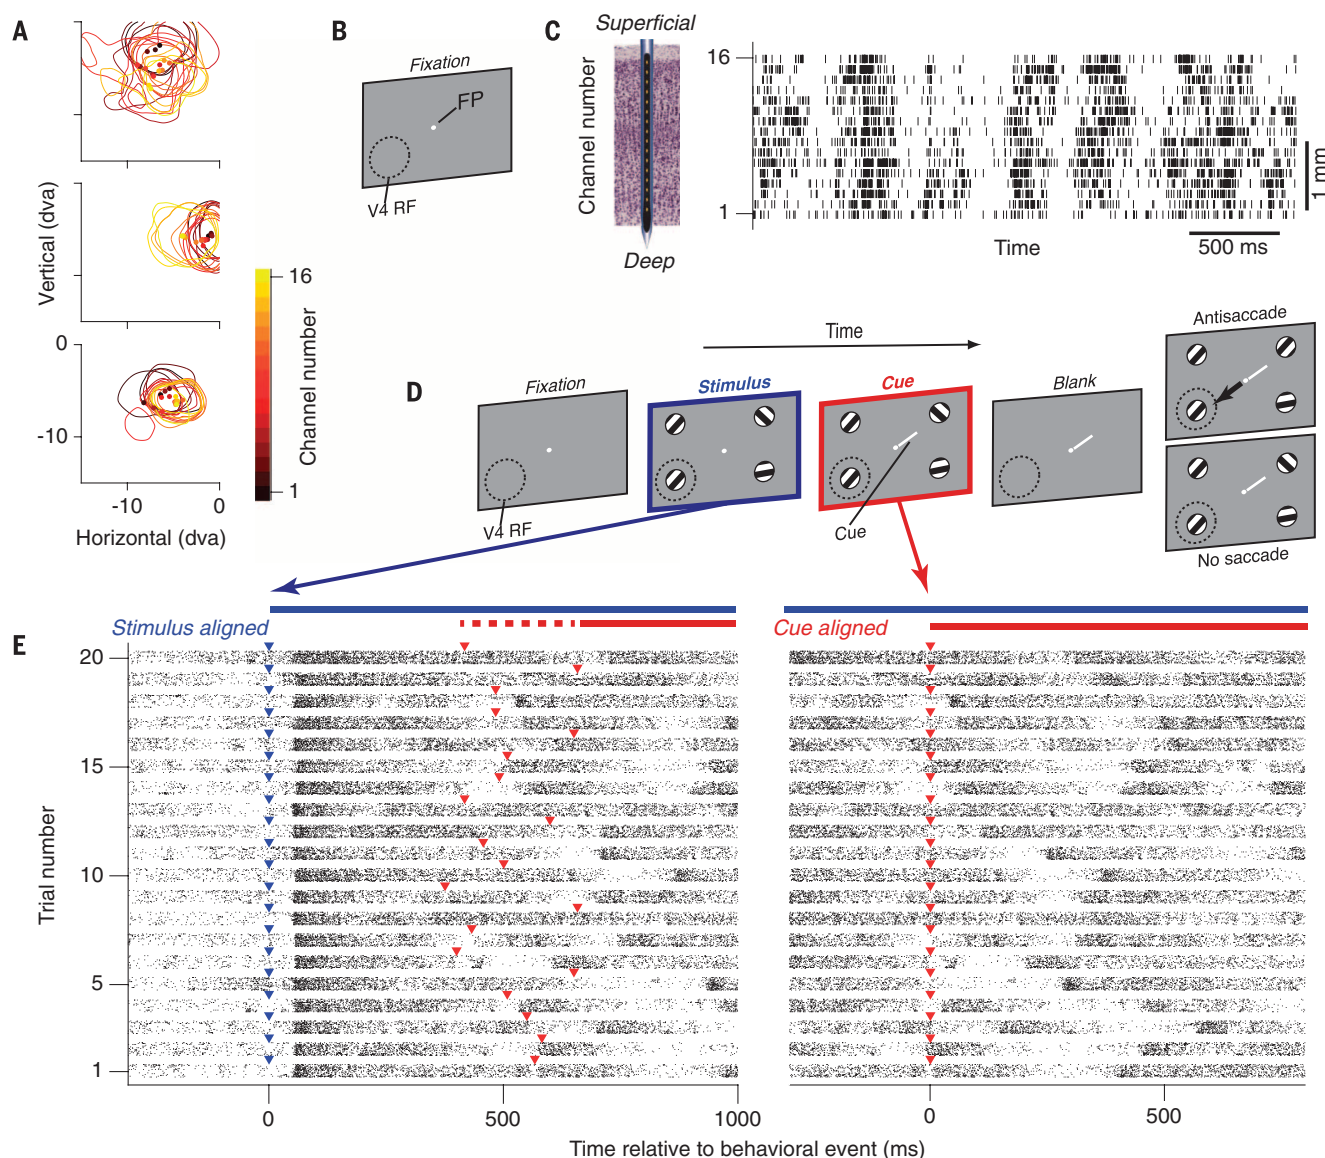 A
Vertical (dva)
0
-10
-10
0
Horizontal (dva)
16
1
Channel number
B
Fixation
FP
V4 RF
C
Superficial
Channel number
Deep
16
1
1 mm
Time
500 ms
D
Time
Fixation
V4 RF
Stimulus
Cue
Cue
Blank
Antisaccade
No saccade
E
Stimulus aligned
Cue aligned
Trial number
20
15
10
5
1
0
500
1000
0
500
Time relative to behavioral event (ms)